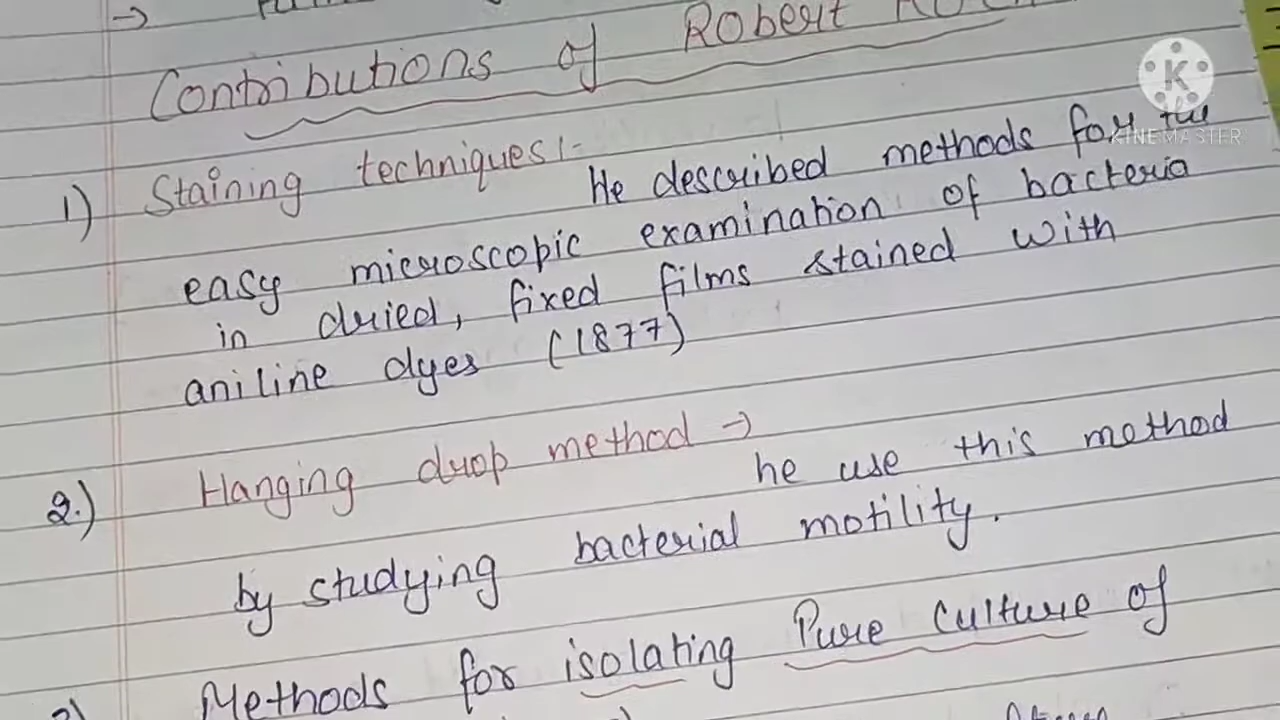 Contributions of Robert
1) Staining techniques:-
He described methods for the
easy microscopic examination of bacteria
in dried, fixed films stained with
aniline dyes (1877)
2.) Hanging drop method →
he use this method
by studying bacterial motility.
Methods for isolating Pure culture of
K
KINEMASTER